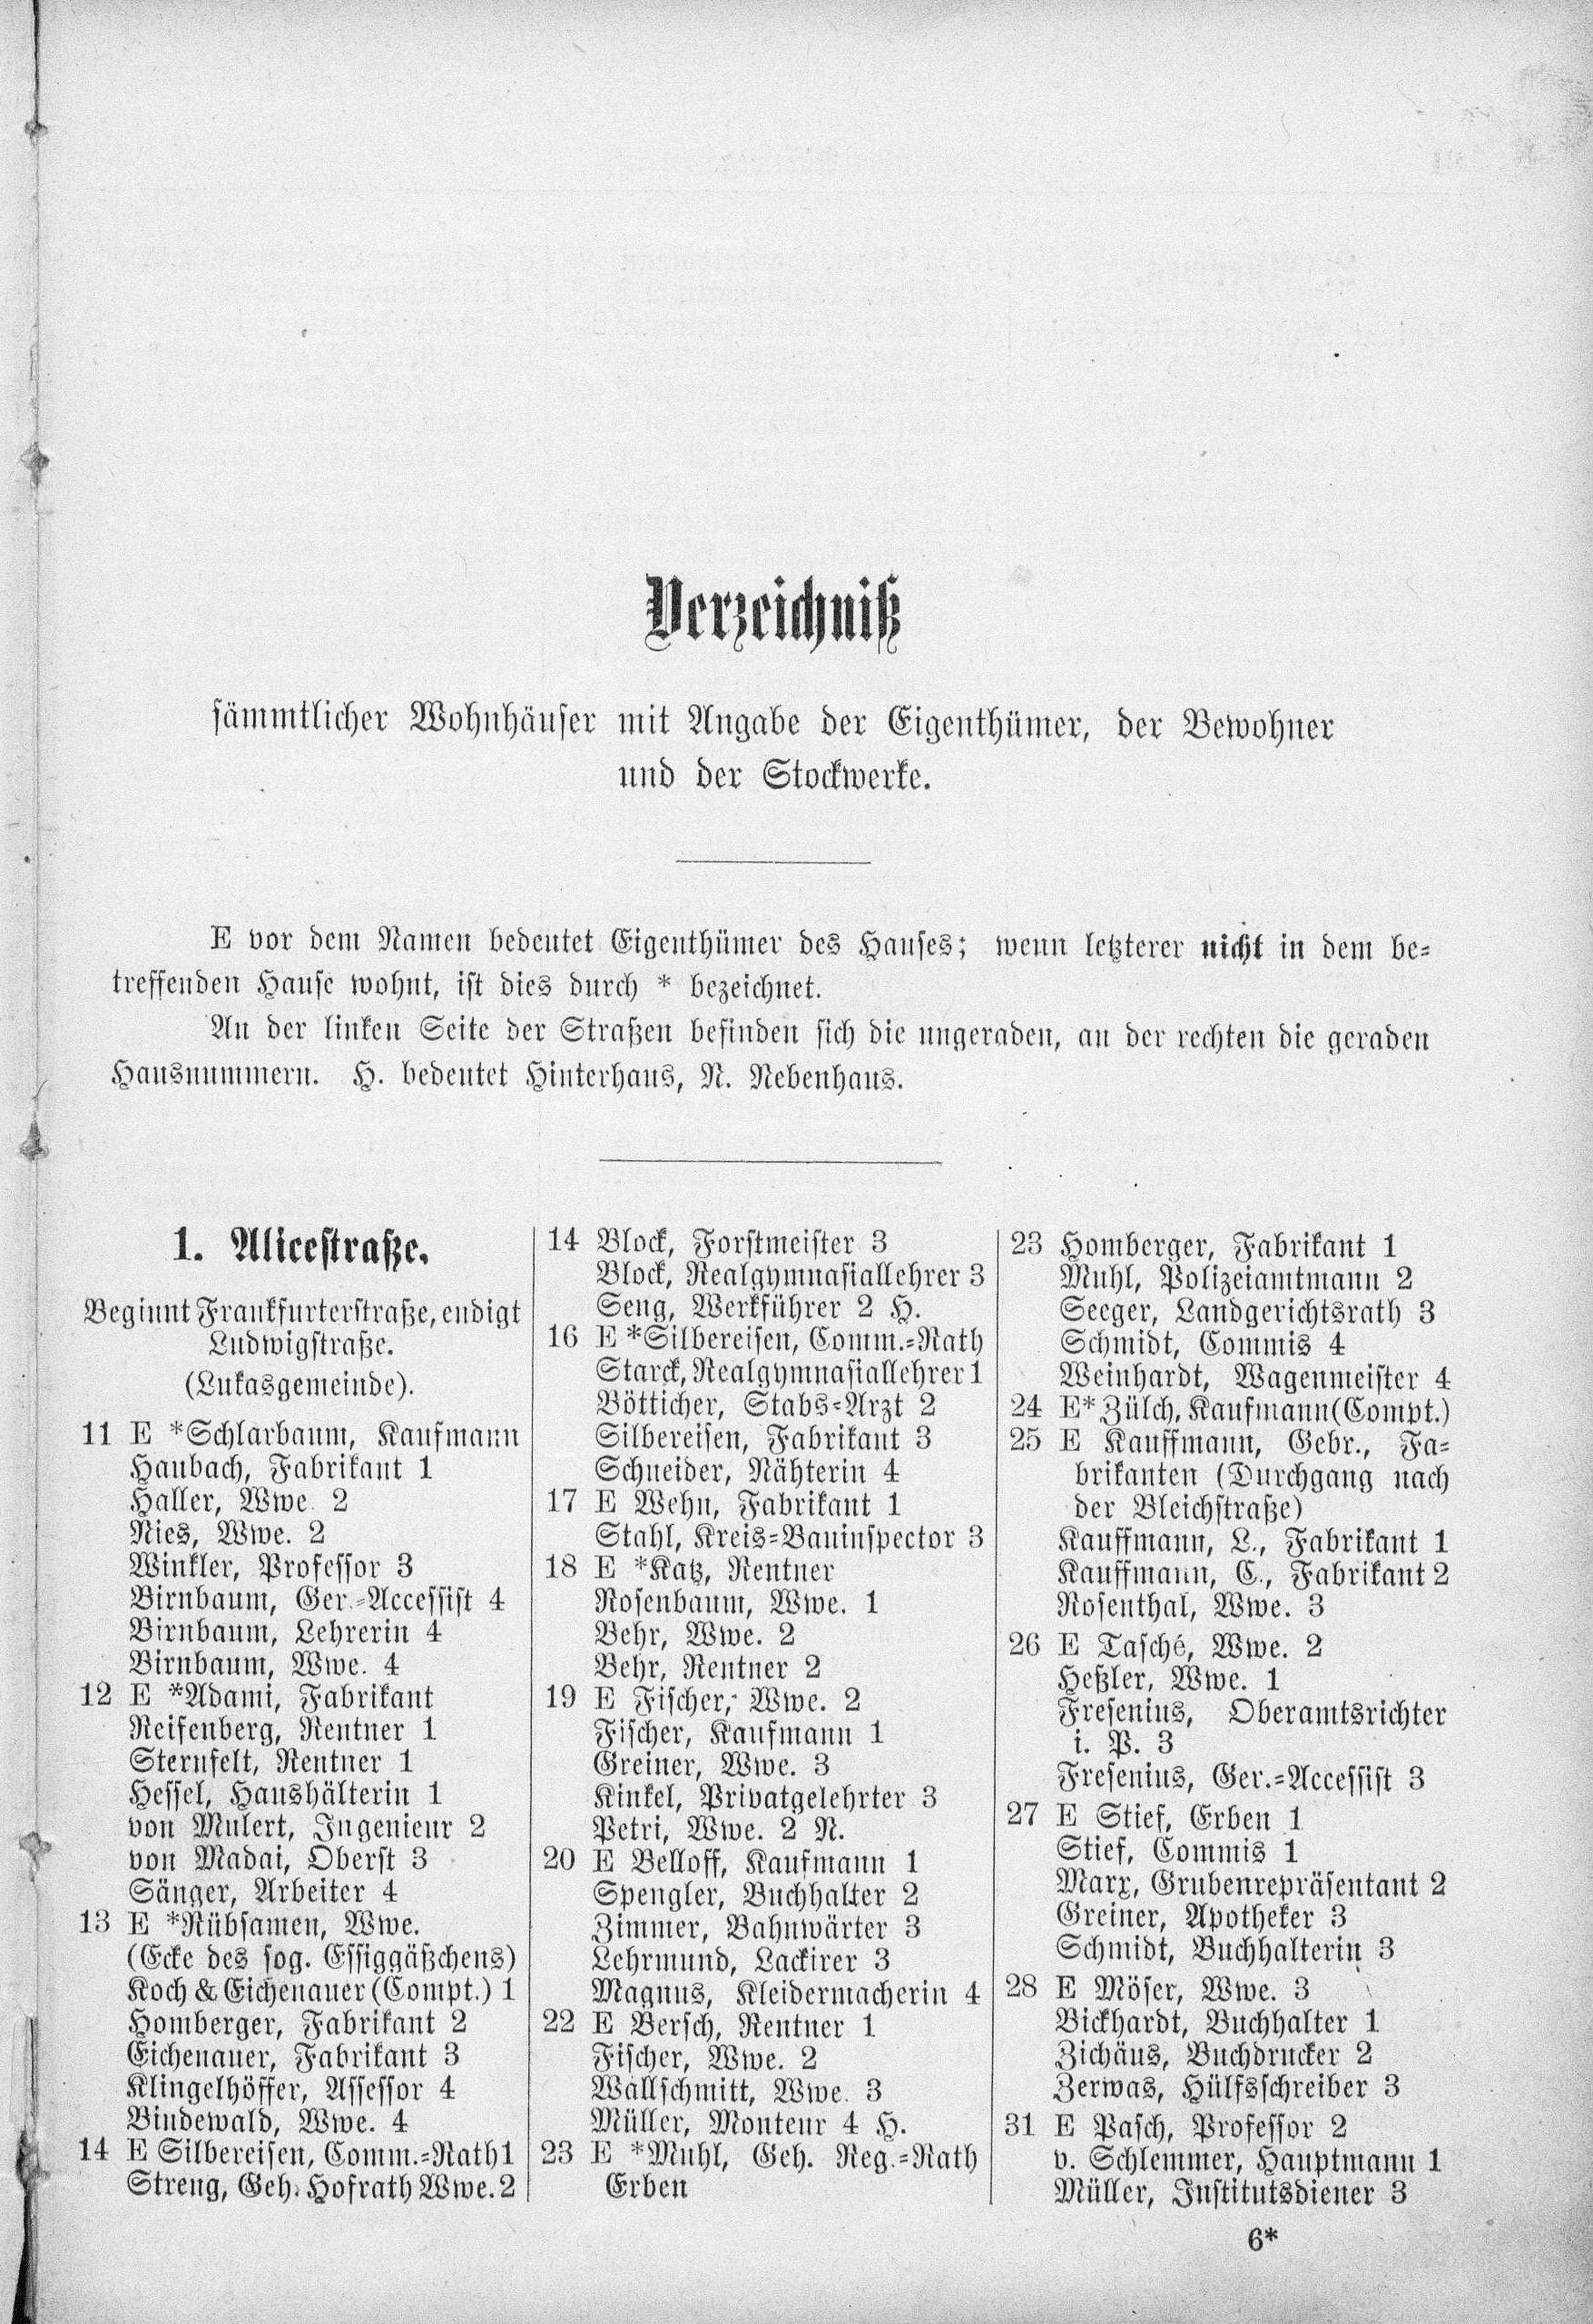 Verzeichniß
sämmtlicher Wohnhäuser mit Angabe der Eigenthümer, der Bewohner
und der Stockwerke.
E vor dem Namen bedeutet Eigenthümer des Hauses; wenn letzterer nicht in dem be-
treffenden Hause wohnt, ist dies durch * bezeichnet.
An der linken Seite der Straßen befinden sich die ungeraden, an der rechten die geraden
Hausnummern. H. bedeutet Hinterhaus, N. Nebenhaus.
1. Alicestraße.
Beginnt Frankfurterstraße, endigt
Ludwigstraße.
(Lukasgemeinde).
11 E *Schlarbaum, Kaufmann
Haubach, Fabrikant 1
Haller, Wwe. 2
Nies, Wwe. 2
Winkler, Professor 3
Birnbaum, Ger.-Accessist 4
Birnbaum, Lehrerin 4
Birnbaum, Wwe. 4
12 E *Adami, Fabrikant
Reifenberg, Rentner 1
Sternfelt, Rentner 1
Hessel, Haushälterin 1
von Mulert, Ingenieur 2
von Madai, Oberst 3
Sänger, Arbeiter 4
13 E *Rübsamen, Wwe.
(Ecke des sog. Essiggäßchens)
Koch & Eichenauer (Compt.) 1
Homberger, Fabrikant 2
Eichenauer, Fabrikant 3
Klingelhöffer, Assessor 4
Bindewald, Wwe. 4
14 E Silbereisen, Comm.-Rath 1
Streng, Geh. Hofrath Wwe. 2
14 Block, Forstmeister 3
Block, Realgymnasiallehrer 3
Seng, Werkführer 2 H.
16 E *Silbereisen, Comm.-Rath
Starck, Realgymnasiallehrer 1
Bötticher, Stabs-Arzt 2
Silbereisen, Fabrikant 3
Schneider, Nähterin 4
17 E Wehn, Fabrikant 1
Stahl, Kreis-Bauinspector 3
18 E *Katz, Rentner
Rosenbaum, Wwe. 1
Behr, Wwe. 2
Behr, Rentner 2
19 E Fischer, Wwe. 2
Fischer, Kaufmann 1
Greiner, Wwe. 3
Kinkel, Privatgelehrter 3
Petri, Wwe. 2 N.
20 E Belloff, Kaufmann 1
Spengler, Buchhalter 2
Zimmer, Bahnwärter 3
Lehrmund, Lackirer 3
Magnus, Kleidermacherin 4
22 E Bersch, Rentner 1
Fischer, Wwe. 2
Wallschmitt, Wwe. 3
Müller, Monteur 4 H.
23 E *Muhl, Geh. Reg.-Rath
Erben
23 Homberger, Fabrikant 1
Muhl, Polizeiamtmann 2
Seeger, Landgerichtsrath 3
Schmidt, Commis 4
Weinhardt, Wagenmeister 4
24 E* Zülch, Kaufmann (Compt.)
25 E Kauffmann, Gebr., Fa-
brikanten (Durchgang nach
der Bleichstraße)
Kauffmann, L., Fabrikant 1
Kauffmann, C., Fabrikant 2
Rosenthal, Wwe. 3
26 E Tasché, Wwe. 2
Heßler, Wwe. 1
Fresenius, Oberamtsrichter
i. P. 3
Fresenius, Ger.-Accessist 3
27 E Stief, Erben 1
Stief, Commis 1
Marx, Grubenrepräsentant 2
Greiner, Apotheker 3
Schmidt, Buchhalterin 3
28 E Möser, Wwe. 3
Bickhardt, Buchhalter 1
Zichäus, Buchdrucker 2
Zerwas, Hülfsschreiber 3
31 E Pasch, Professor 2
v. Schlemmer, Hauptmann 1
Müller, Institutsdiener 3
6*